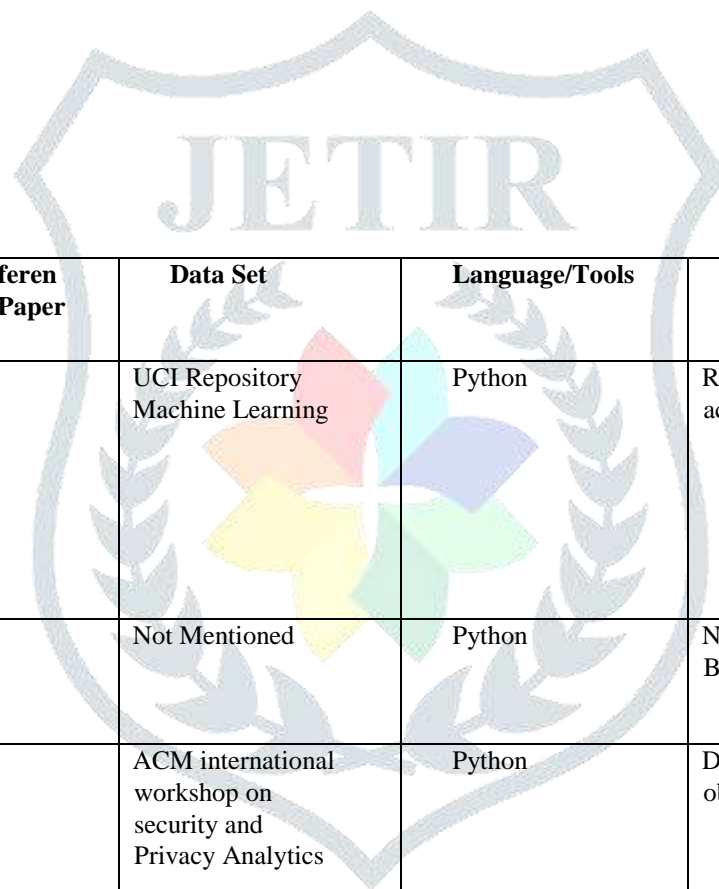 JETIR
feren Data Set Language/Tools
Paper
UCI Repository Python R
Machine Learning ac
Not Mentioned Python N
B
ACM international Python D
workshop on ol
security and
Privacy Analytics